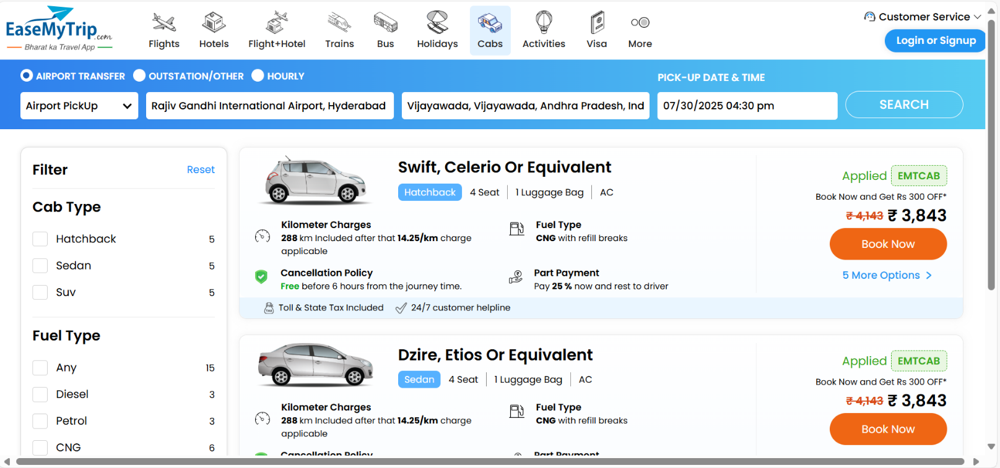 EaseMyTrip.com
Bharat ka Travel App
Flights
Hotels
Flight+Hotel
Trains
Bus
Holidays
Cabs
Activities
Visa
More
Customer Service
Login or Signup
AIRPORT TRANSFER
OUTSTATION/OTHER
HOURLY
PICK-UP DATE & TIME
Airport PickUp
Rajiv Gandhi International Airport, Hyderabad
Vijayawada, Vijayawada, Andhra Pradesh, Ind
07/30/2025 04:30 pm
SEARCH
Filter
Reset
Cab Type
Hatchback 5
Sedan 5
Suv 5
Fuel Type
Any 15
Diesel 3
Petrol 3
CNG 6
Swift, Celerio Or Equivalent
Hatchback 4 Seat 1 Luggage Bag AC
Kilometer Charges
288 km Included after that 14.25/km charge
applicable
Fuel Type
CNG with refill breaks
Cancellation Policy
Free before 6 hours from the journey time.
Part Payment
Pay 25 % now and rest to driver
TAX
Toll & State Tax Included
24/7 customer helpline
Applied EMTCAB
Book Now and Get Rs 300 OFF*
₹ 4,143 ₹ 3,843
Book Now
5 More Options >
Dzire, Etios Or Equivalent
Sedan 4 Seat 1 Luggage Bag AC
Kilometer Charges
288 km Included after that 14.25/km charge
applicable
Fuel Type
CNG with refill breaks
Cancellation Policy
Part Payment
Applied EMTCAB
Book Now and Get Rs 300 OFF*
₹ 4,143 ₹ 3,843
Book Now